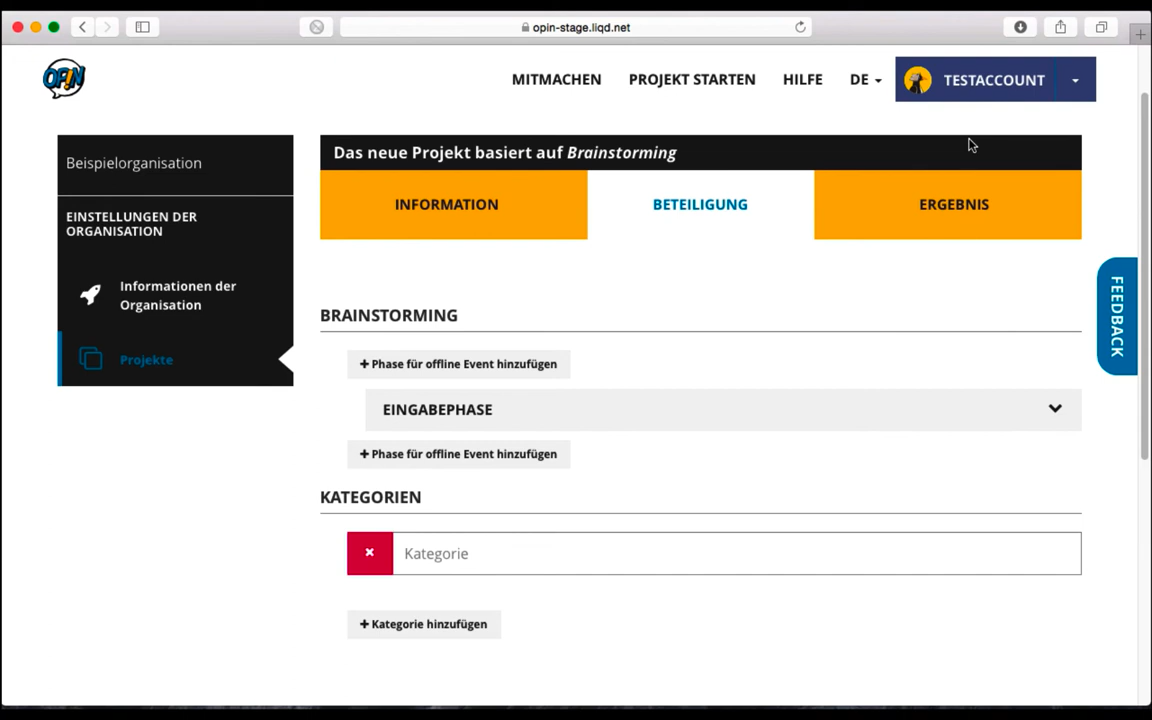 opin-stage.liqd.net
OPIN
MITMACHEN PROJEKT STARTEN HILFE DE TESTACCOUNT
Beispielorganisation
EINSTELLUNGEN DER
ORGANISATION
Informationen der
Organisation
Projekte
Das neue Projekt basiert auf Brainstorming
INFORMATION BETEILIGUNG ERGEBNIS
BRAINSTORMING
+ Phase für offline Event hinzufügen
EINGABEPHASE
+ Phase für offline Event hinzufügen
KATEGORIEN
Kategorie
+ Kategorie hinzufügen
FEEDBACK